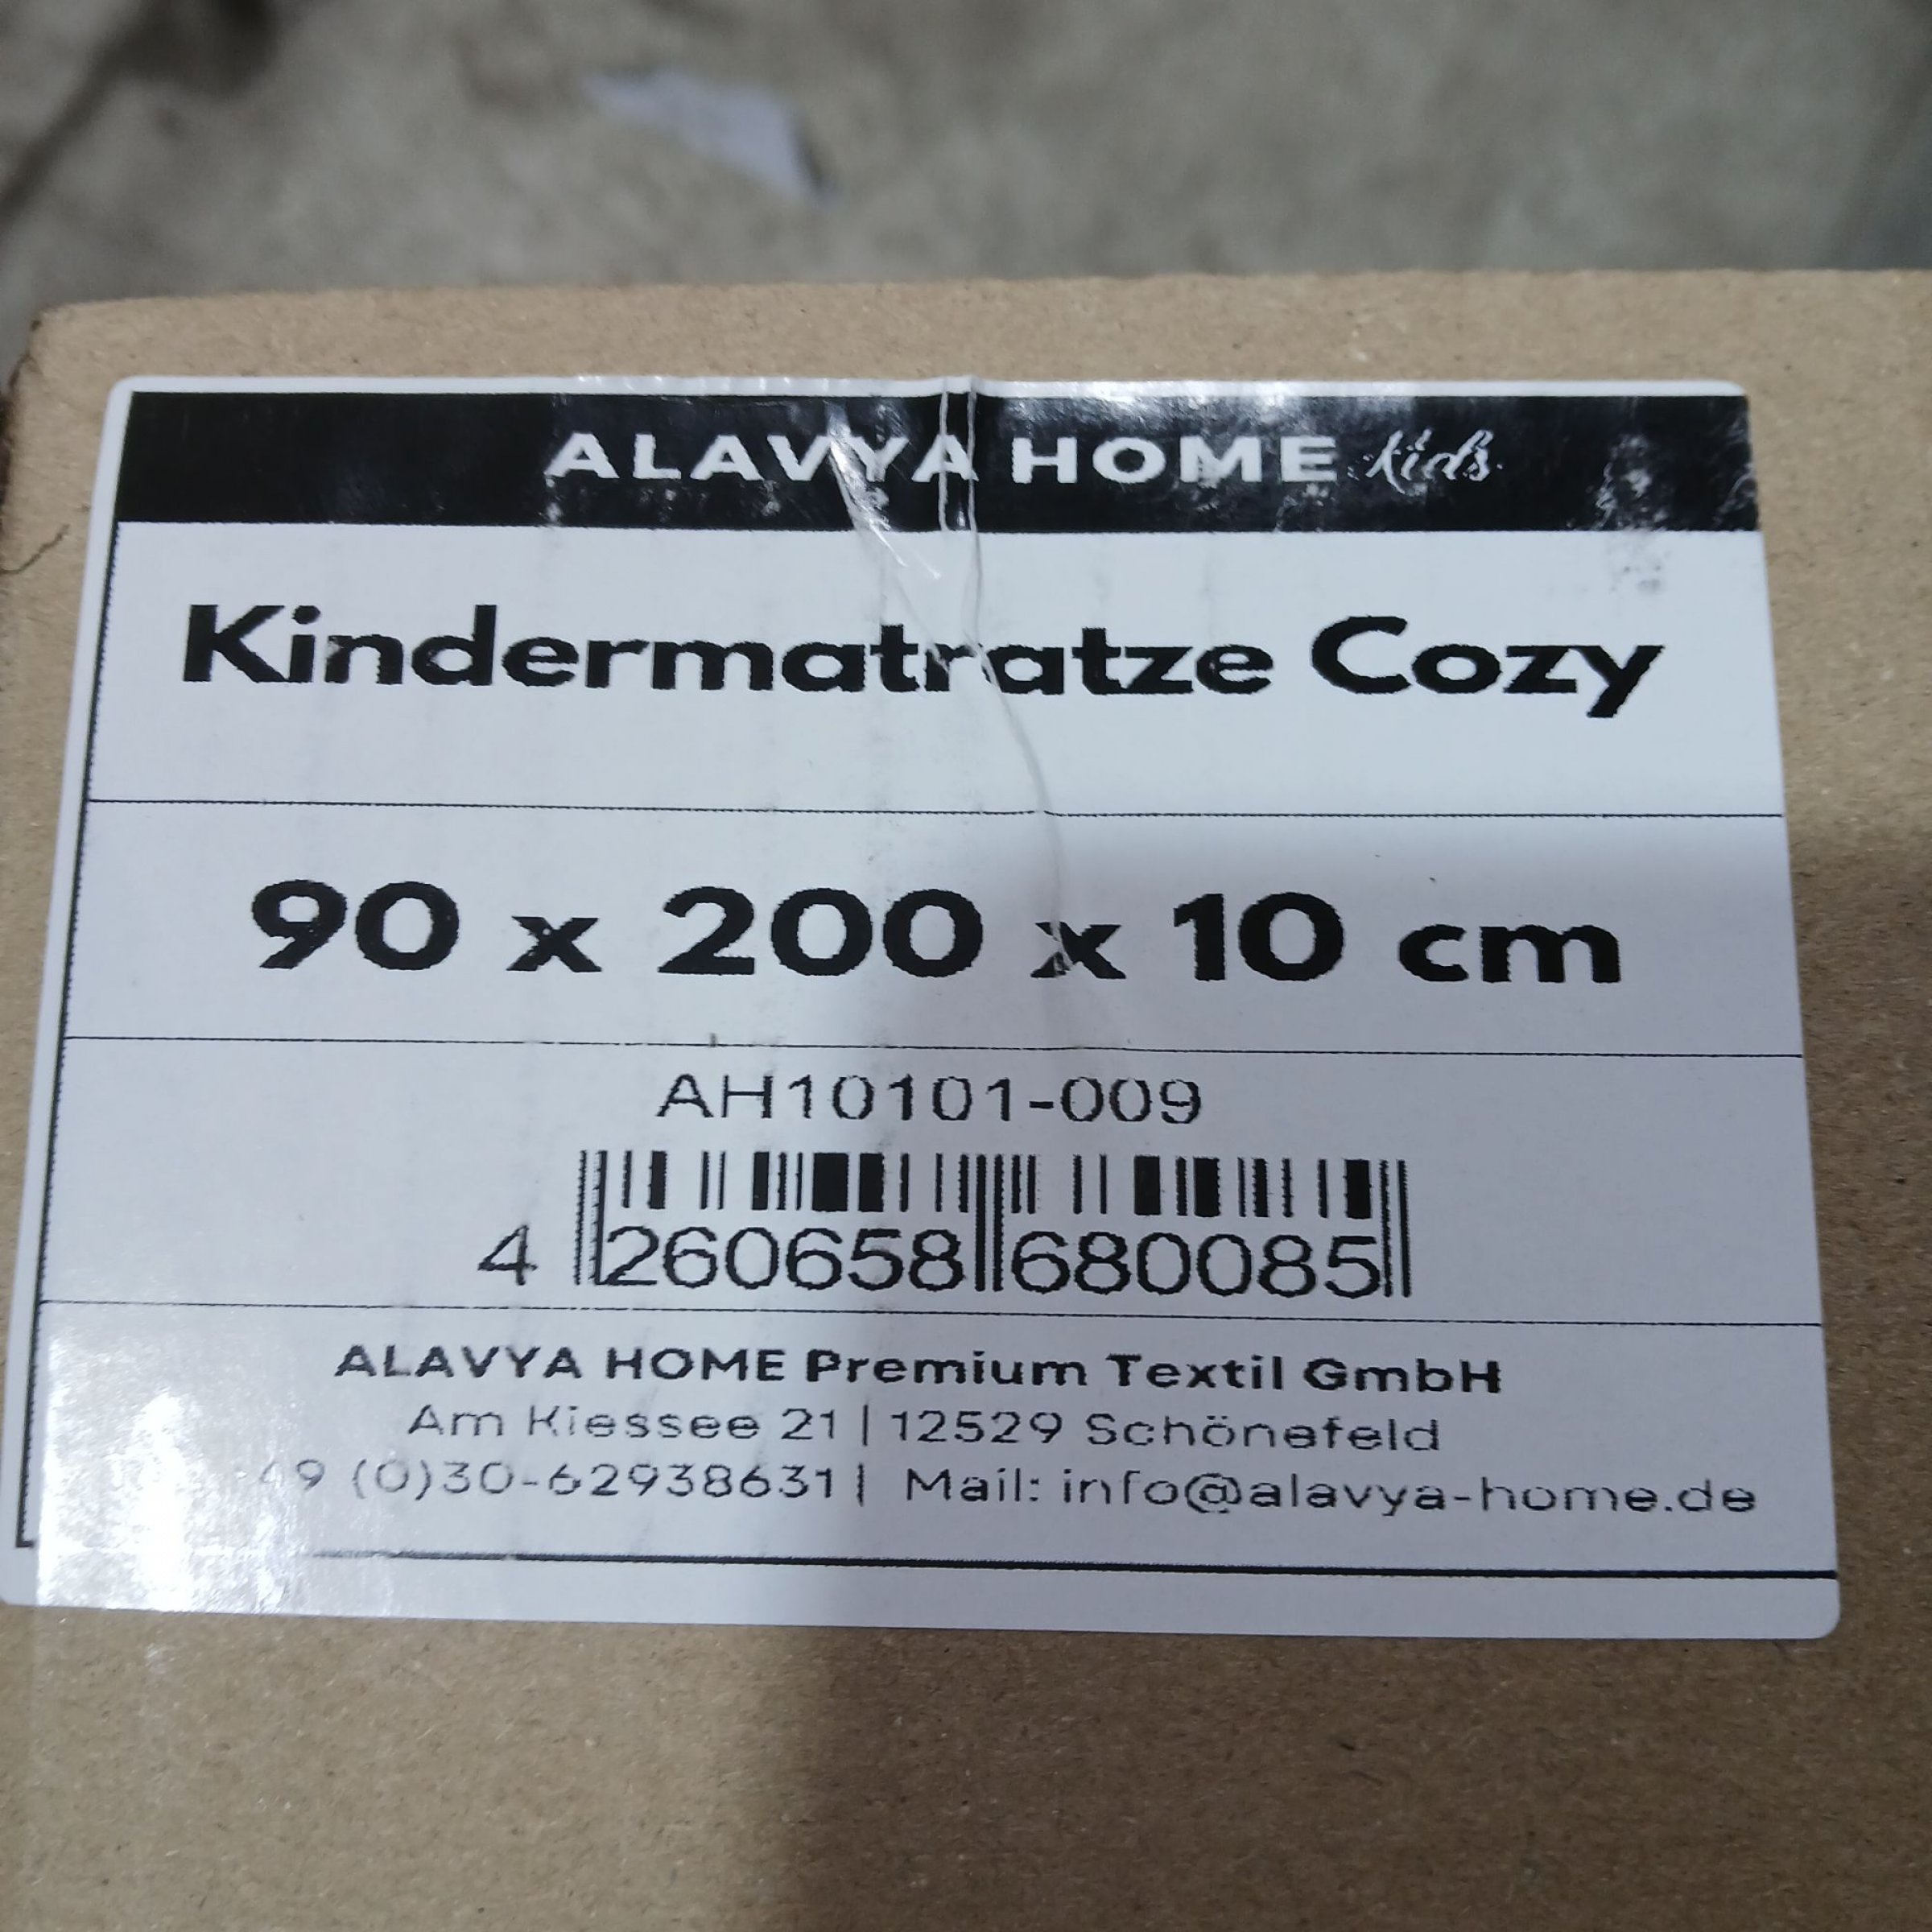 ALAVYA HOME kids
Kindermatratze Cozy
90 x 200 x 10 cm
AH10101-009
4 260658 680085
ALAVYA HOME Premium Textil GmbH
Am Kiessee 21 | 12529 Schönefeld
49 (0)30-62938631 | Mail: info@alavya-home.de